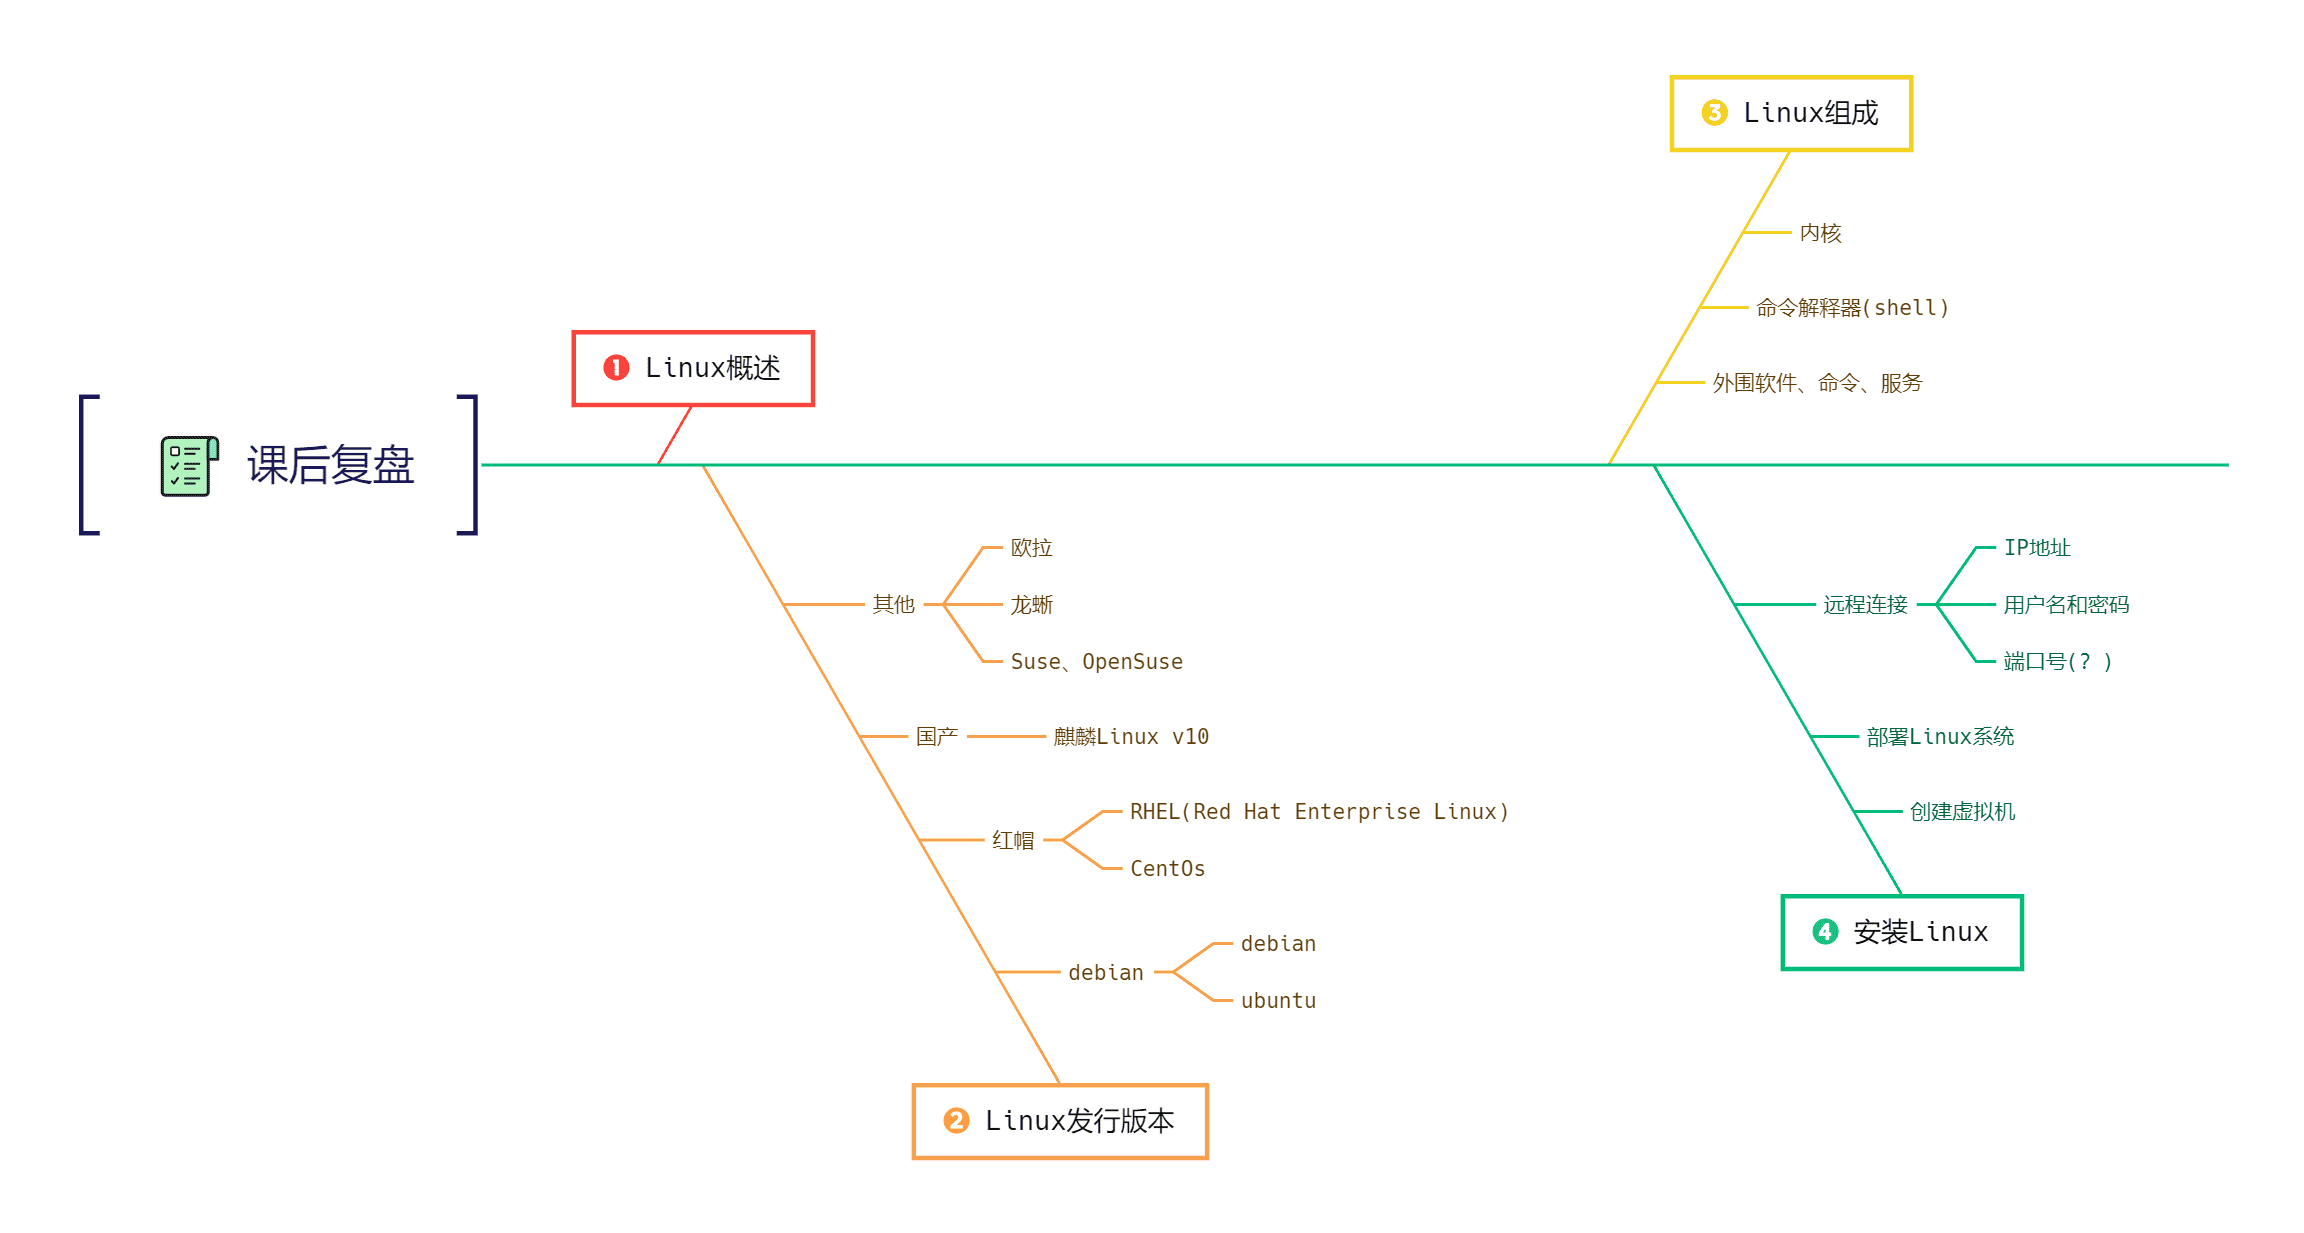 课后复盘
❶ Linux概述
❷ Linux发行版本
其他
欧拉
龙蜥
Suse、OpenSuse
国产
麒麟Linux v10
红帽
RHEL(Red Hat Enterprise Linux)
CentOs
debian
debian
ubuntu
❸ Linux组成
内核
命令解释器(shell)
外围软件、命令、服务
❹ 安装Linux
远程连接
IP地址
用户名和密码
端口号(? )
部署Linux系统
创建虚拟机